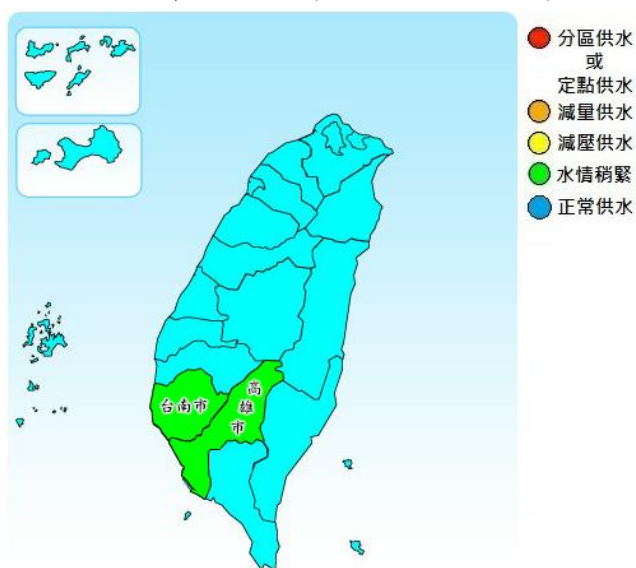 分區供水
或
定點供水
減量供水
減壓供水
水情稍緊
正常供水
台南市
高雄市